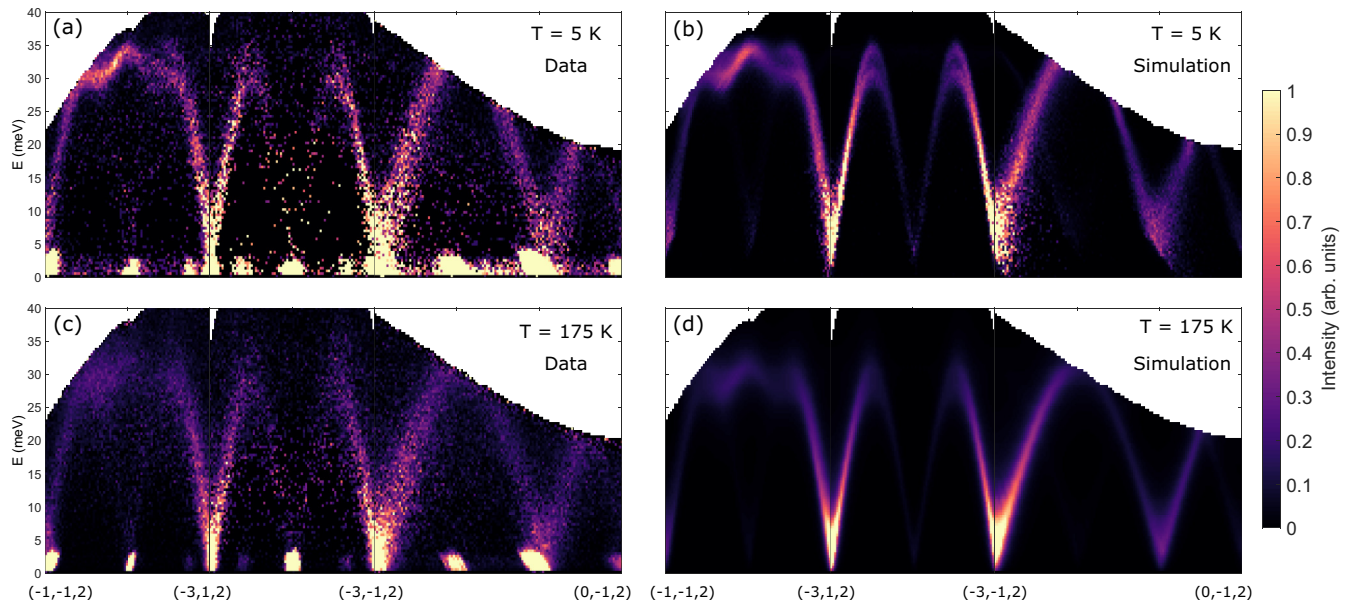 (a)
T = 5 K
Data
40
35
30
25
20
15
10
5
0
E (meV)
(b)
T = 5 K
Simulation
(c)
T = 175 K
Data
40
35
30
25
20
15
10
5
0
E (meV)
(-1,-1,2)
(-3,1,2)
(-3,-1,2)
(0,-1,2)
(d)
T = 175 K
Simulation
(-1,-1,2)
(-3,1,2)
(-3,-1,2)
(0,-1,2)
1
0.9
0.8
0.7
0.6
0.5
0.4
0.3
0.2
0.1
0
Intensity (arb. units)